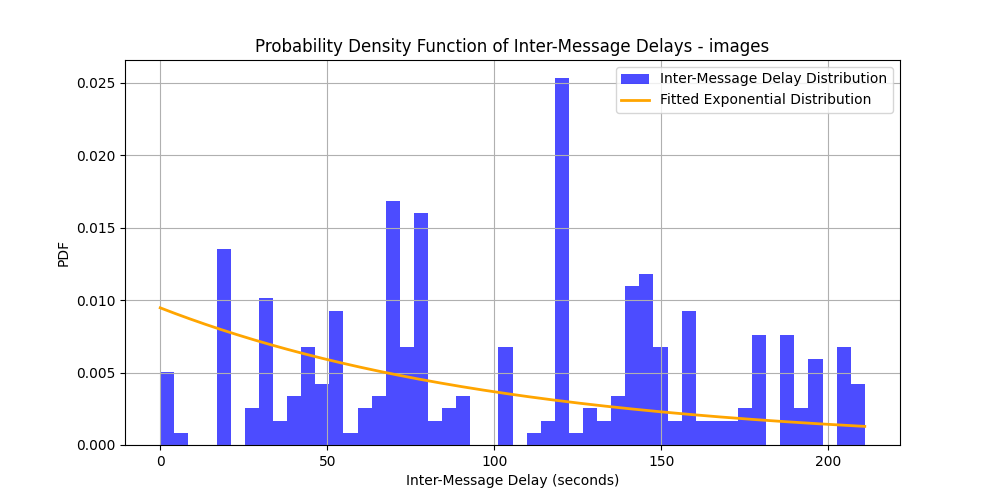 Probability Density Function of Inter-Message Delays - images
Inter-Message Delay Distribution
Fitted Exponential Distribution
PDF
0.025
0.020
0.015
0.010
0.005
0.000
0
50
100
150
200
Inter-Message Delay (seconds)